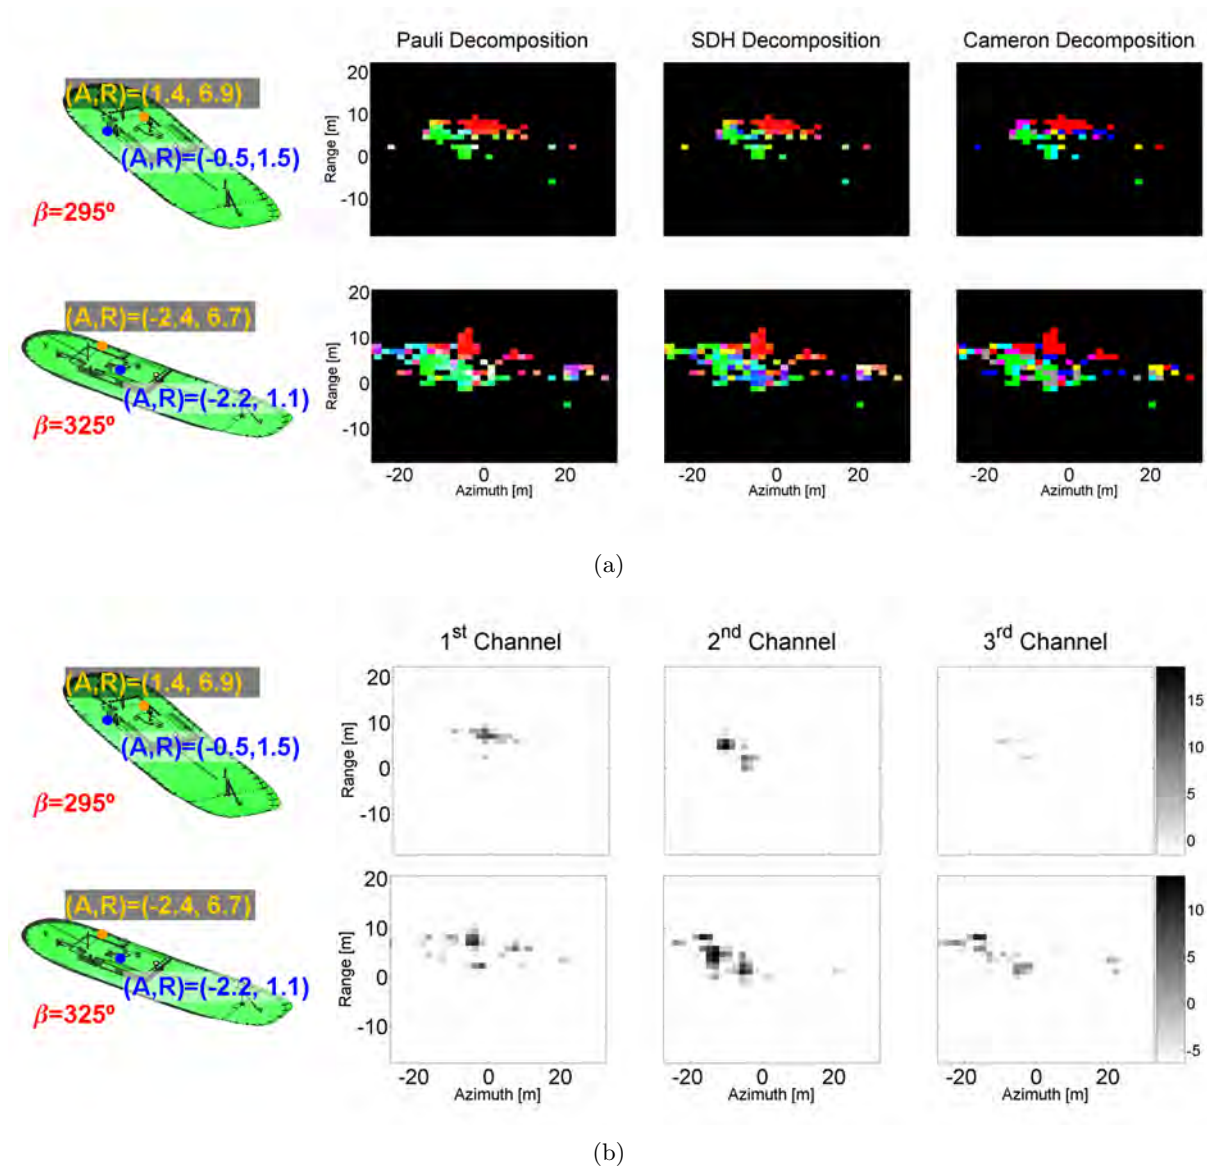 Pauli Decomposition SDH Decomposition Cameron Decomposition
(A,R)=(1.4, 6.9)
(A,R)=(-0.5,1.5)
β=295º
Range [m]
20
10
0
-10
(A,R)=(-2.4, 6.7)
(A,R)=(-2.2, 1.1)
β=325º
Range [m]
20
10
0
-10
-20 0 20 -20 0 20 -20 0 20
Azimuth [m] Azimuth [m] Azimuth [m]
(a)
1st Channel 2nd Channel 3rd Channel
(A,R)=(1.4, 6.9)
(A,R)=(-0.5,1.5)
β=295º
Range [m]
20
10
0
-10
15
10
5
0
(A,R)=(-2.4, 6.7)
(A,R)=(-2.2, 1.1)
β=325º
Range [m]
20
10
0
-10
10
5
0
-5
-20 0 20 -20 0 20 -20 0 20
Azimuth [m] Azimuth [m] Azimuth [m]
(b)